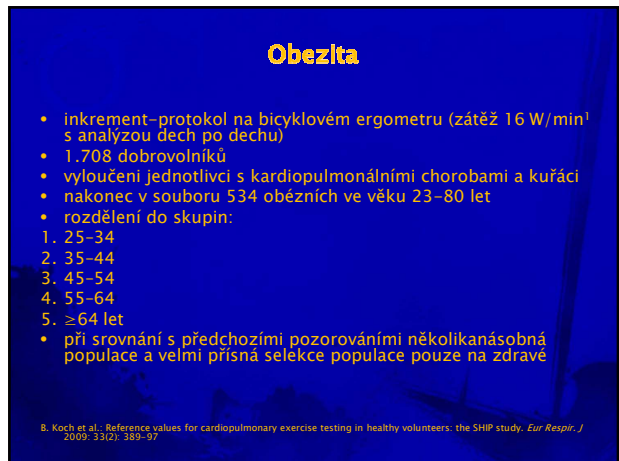 Obezita
• inkrement-protokol na bicyklovém ergometru (zátěž 16 W/min¹
s analýzou dech po dechu)
• 1.708 dobrovolníků
• vyloučeni jednotlivci s kardiopulmonálními chorobami a kuřáci
• nakonec v souboru 534 obézních ve věku 23-80 let
• rozdělení do skupin:
1. 25-34
2. 35-44
3. 45-54
4. 55-64
5. ≥64 let
• při srovnání s předchozími pozorováními několikanásobná
populace a velmi přísná selekce populace pouze na zdravé
B. Koch et al.: Reference values for cardiopulmonary exercise testing in healthy volunteers: the SHIP study. Eur Respir. J
2009: 33(2): 389-97